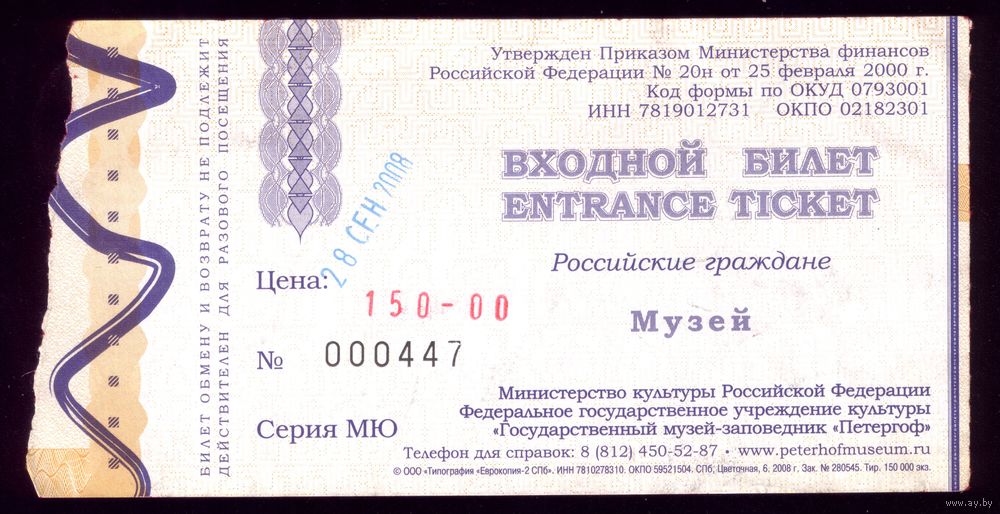 Утвержден Приказом Министерства финансов
Российской Федерации № 20н от 25 февраля 2000 г.
Код формы по ОКУД 0793001
ИНН 7819012731 ОКПО 02182301
ВХОДНОЙ БИЛЕТ
ENTRANCE TICKET
Российские граждане
28 СЕН 2008
Цена:
150-00
Музей
№ 000447
Серия МЮ
Министерство культуры Российской Федерации
Федеральное государственное учреждение культуры
«Государственный музей-заповедник «Петергоф»
Телефон для справок: 8 (812) 450-52-87 • www.peterhofmuseum.ru
© ООО «Типография «Еврокопия-2 СПб». ИНН 7810278310. ОКПО 59521504. СПб, Цветочная, 6. 2008 г. Зак. № 280545. Тир. 150 000 экз.
БИЛЕТ ОБМЕНУ И ВОЗВРАТУ НЕ ПОДЛЕЖИТ
ДЕЙСТВИТЕЛЕН ДЛЯ РАЗОВОГО ПОСЕЩЕНИЯ
www.ay.by